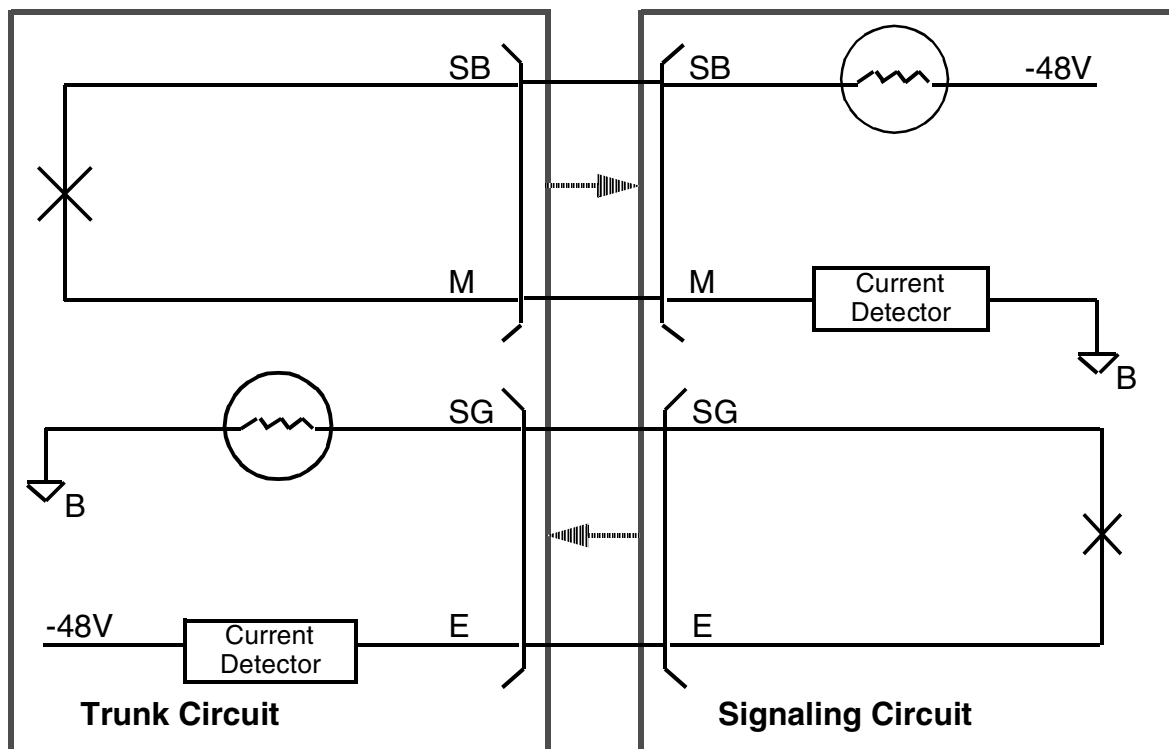 SB
SB
-48V
M
M
Current
Detector
B
SG
SG
B
-48V
Current
Detector
E
E
Trunk Circuit
Signaling Circuit